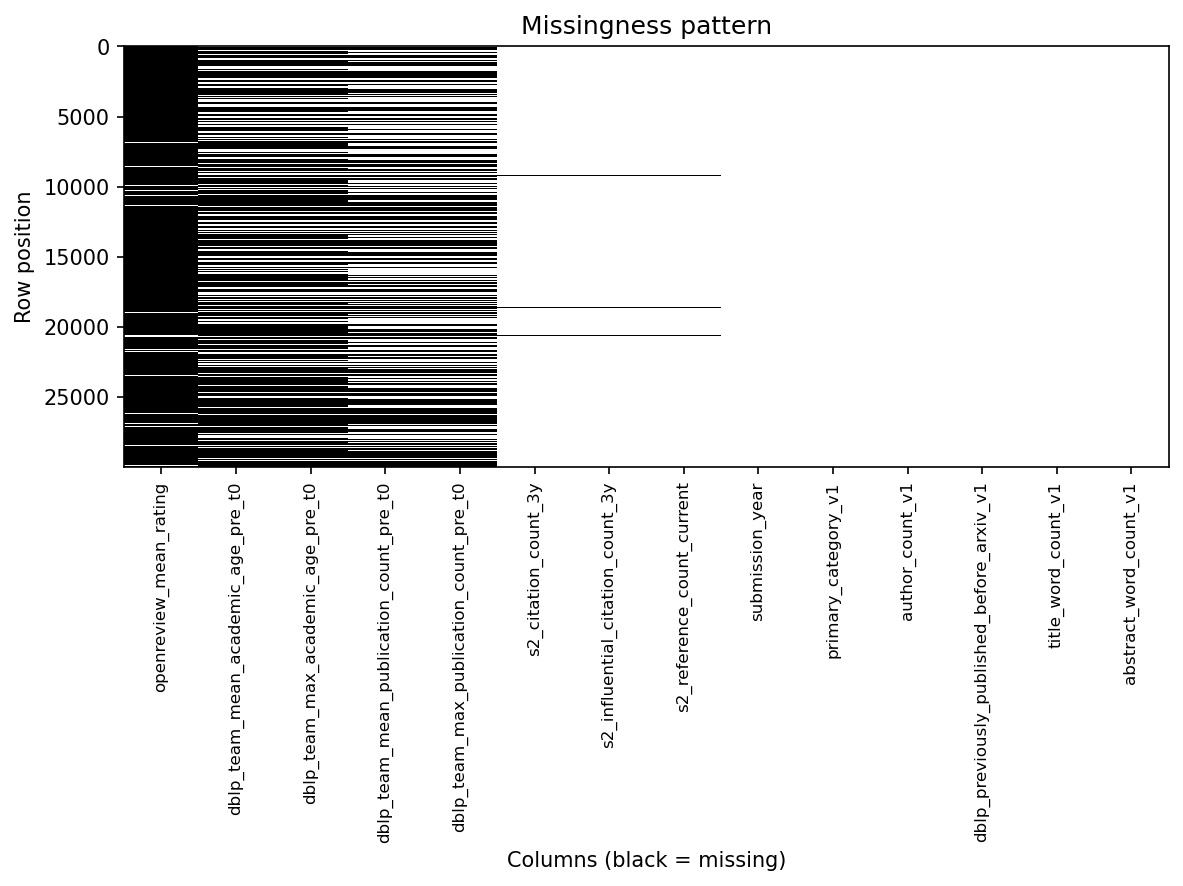 Missingness pattern
0
5000
10000
15000
20000
25000
Row position
openreview_mean_rating
dblp_team_mean_academic_age_pre_t0
dblp_team_max_academic_age_pre_t0
dblp_team_mean_publication_count_pre_t0
dblp_team_max_publication_count_pre_t0
s2_citation_count_3y
s2_influential_citation_count_3y
s2_reference_count_current
submission_year
primary_category_v1
author_count_v1
dblp_previously_published_before_arxiv_v1
title_word_count_v1
abstract_word_count_v1
Columns (black = missing)